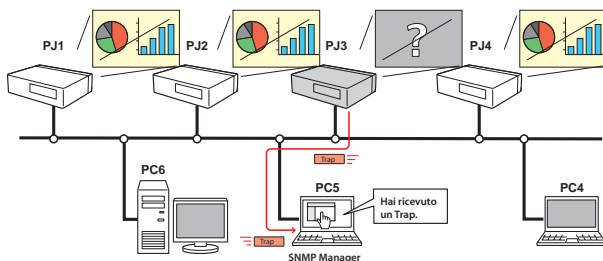 PJ1
PJ2
PJ3
PJ4
?
Trap
PC6
PC5
PC4
Hai ricevuto
un Trap.
Trap
SNMP Manager